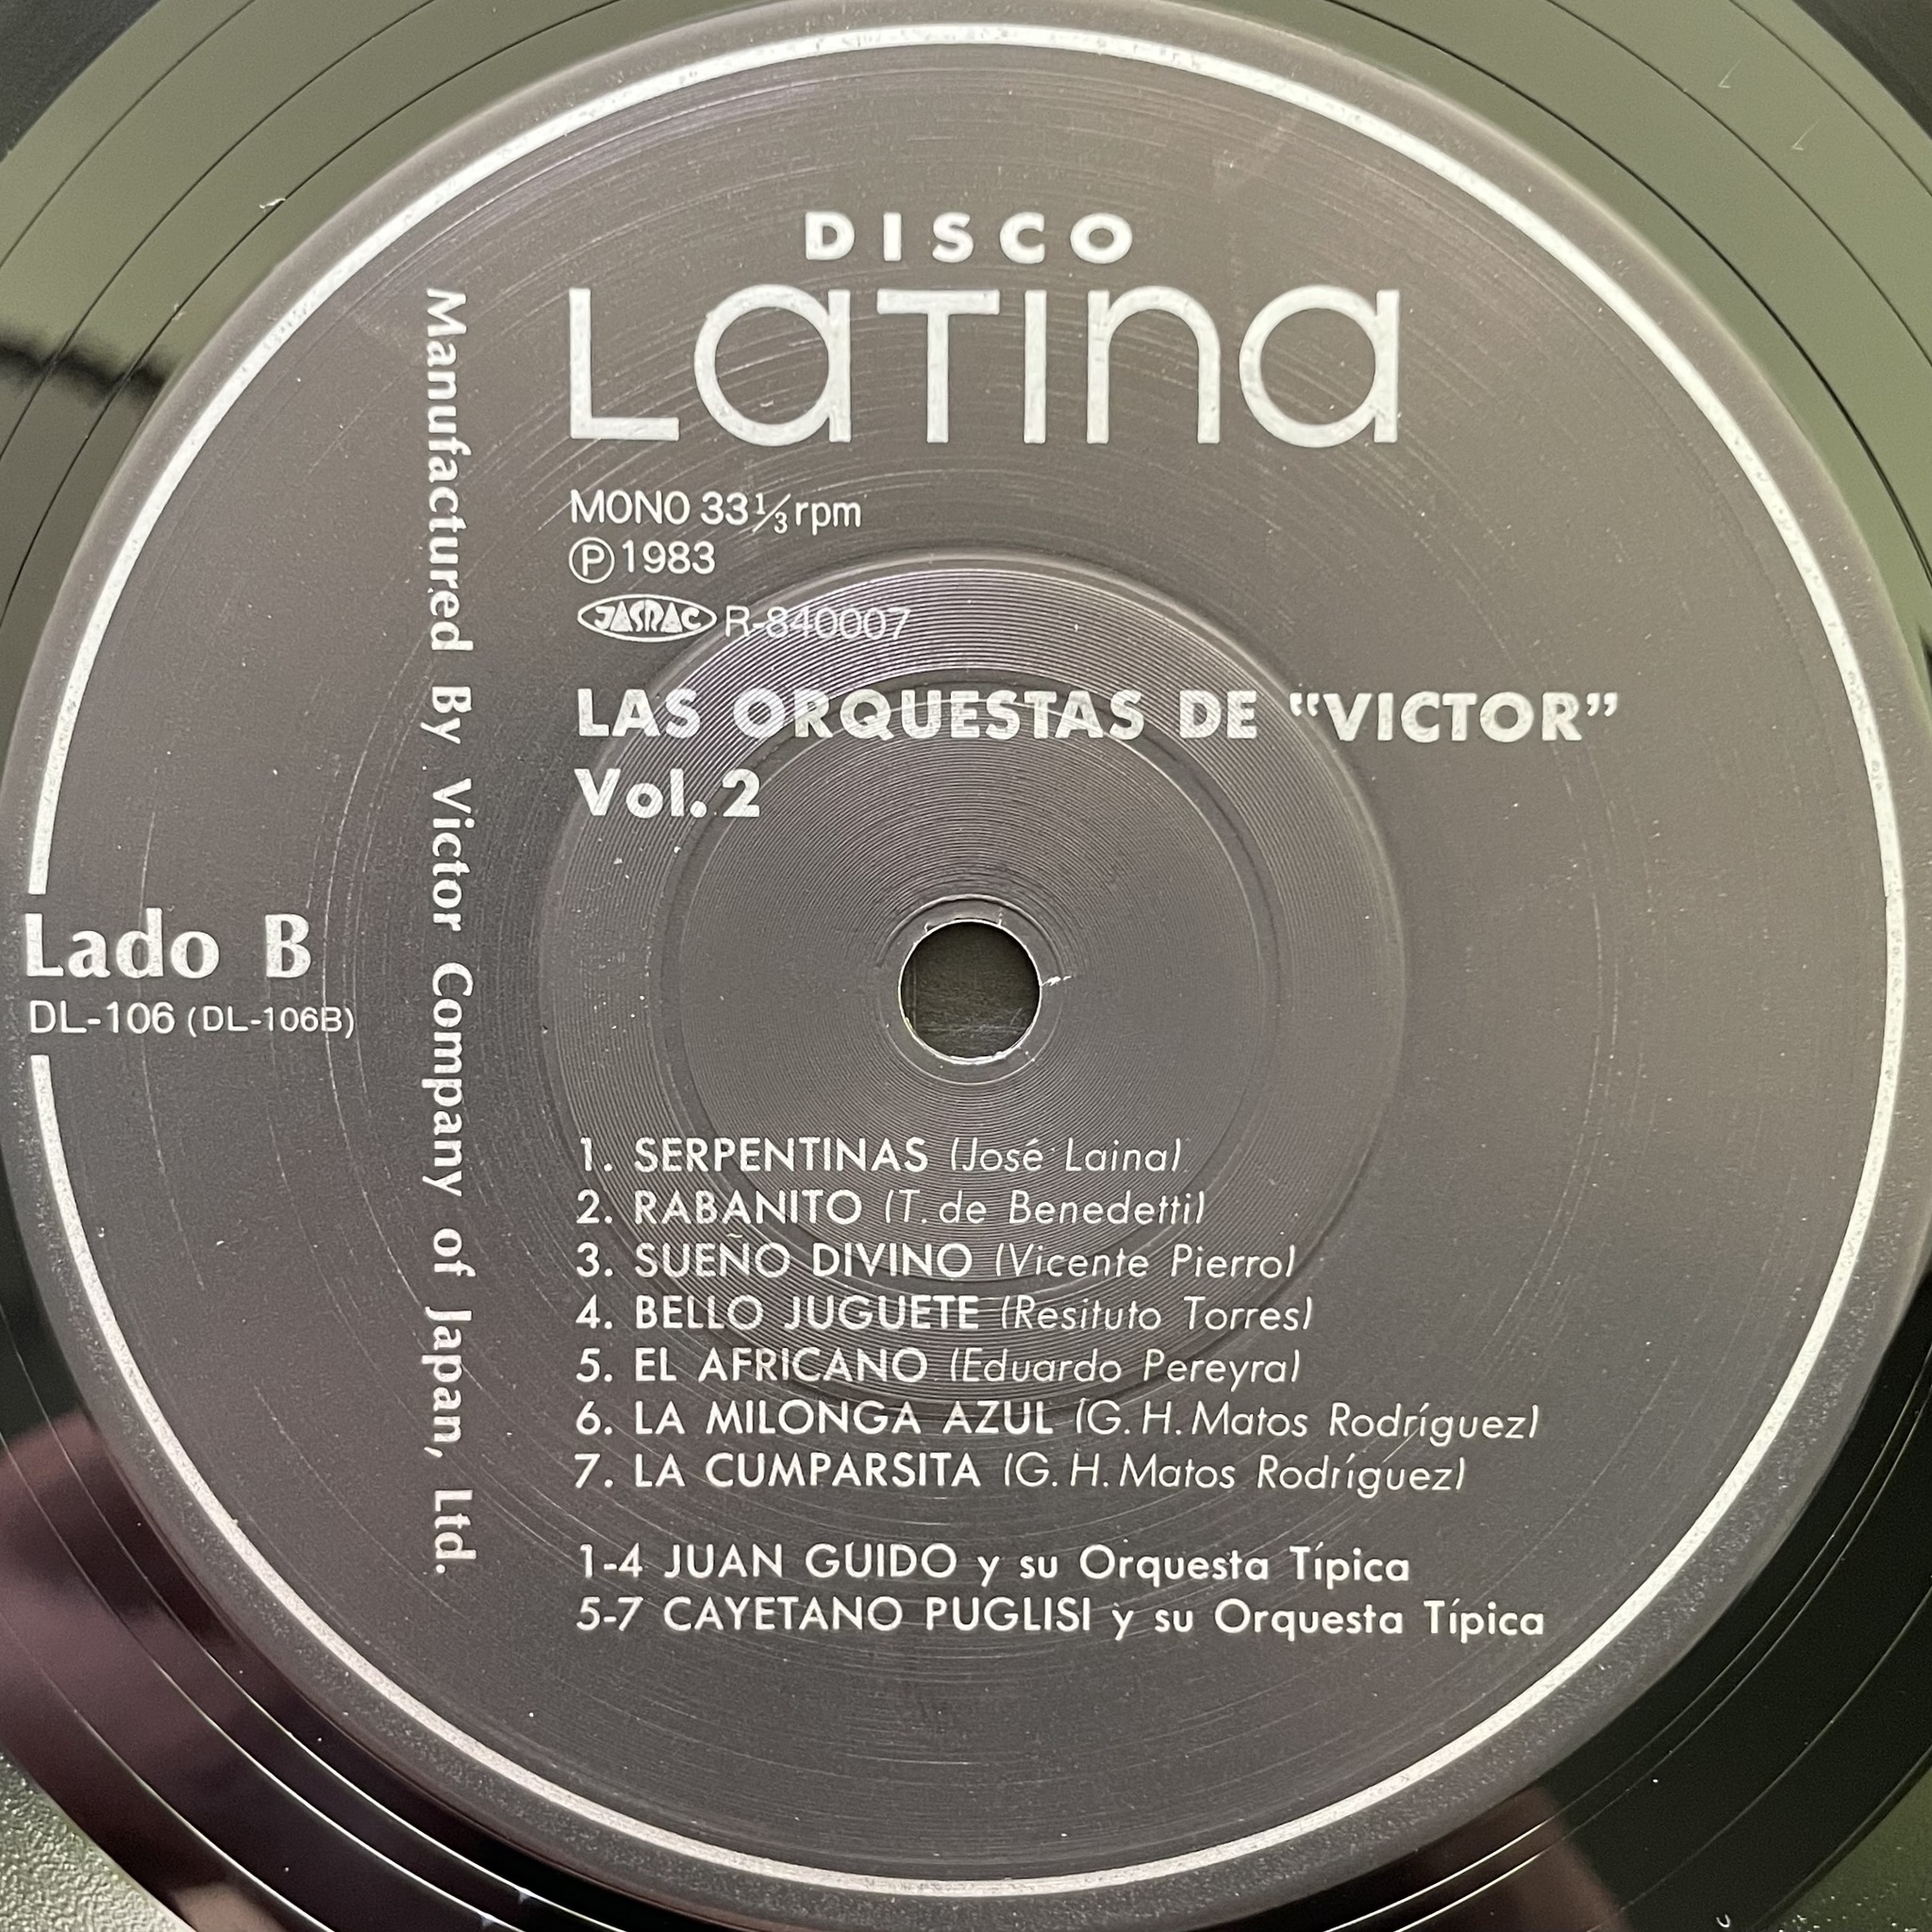 DISCO
Latina
MONO 33⅓rpm
Ⓟ1983
JASRAC R-840007
LAS ORQUESTAS DE “VICTOR”
Vol.2
Lado B
DL-106 (DL-106B)
Manufactured By Victor Company of Japan, Ltd.
1. SERPENTINAS (José Laina)
2. RABANITO (T. de Benedetti)
3. SUEÑO DIVINO (Vicente Pierro)
4. BELLO JUGUETE (Resituto Torres)
5. EL AFRICANO (Eduardo Pereyra)
6. LA MILONGA AZUL (G. H. Matos Rodríguez)
7. LA CUMPARSITA (G. H. Matos Rodríguez)
1-4 JUAN GUIDO y su Orquesta Típica
5-7 CAYETANO PUGLISI y su Orquesta Típica